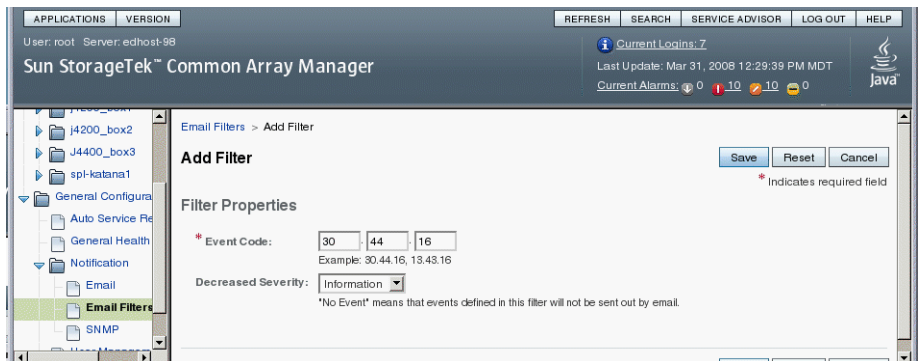 APPLICATIONS VERSION
REFRESH SEARCH SERVICE ADVISOR LOG OUT HELP
User: root Server: edhost-98
Sun StorageTek™ Common Array Manager
Current Logins: 7
Last Update: Mar 31, 2008 12:29:39 PM MDT
Current Alarms: 0 10 10 0
Java™
j4200_box2
J4400_box3
spl-katana1
General Configura
Auto Service Re
General Health
Notification
Email
Email Filters
SNMP
Email Filters > Add Filter
Add Filter
Save Reset Cancel
* Indicates required field
Filter Properties
* Event Code: 30 . 44 . 16
Example: 30.44.16, 13.43.16
Decreased Severity: Information
"No Event" means that events defined in this filter will not be sent out by email.